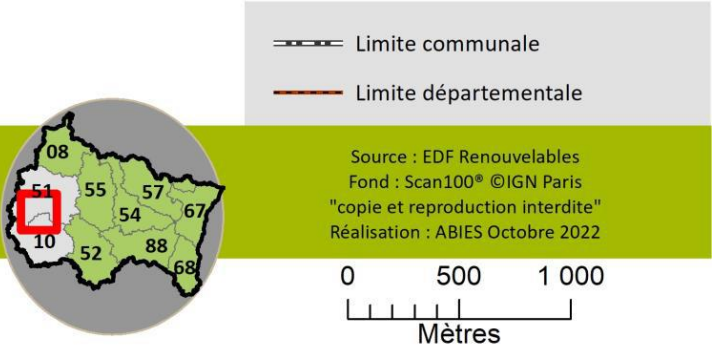 Limite communale
Limite départementale
Source : EDF Renouvelables
Fond : Scan100® ©IGN Paris
"copie et reproduction interdite"
Réalisation : ABIES Octobre 2022
08
51
55
57
54
67
10
52
88
68
0 500 1 000
Mètres